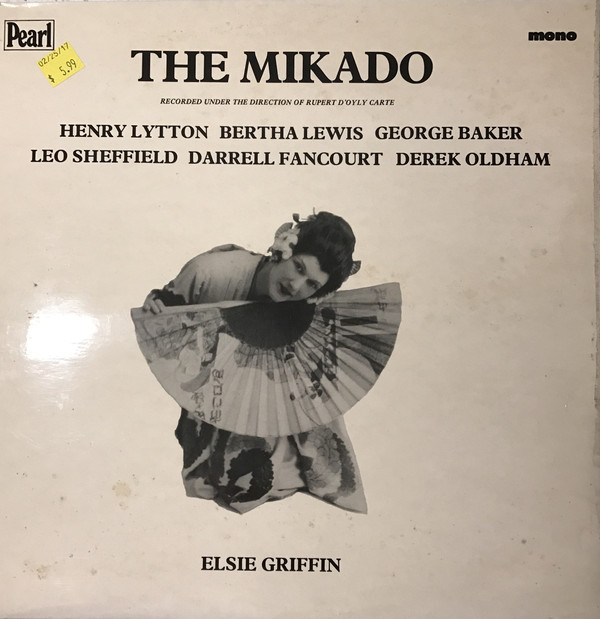 Pearl
02/25/17
$ 5.99
mono
THE MIKADO
RECORDED UNDER THE DIRECTION OF RUPERT D'OYLY CARTE
HENRY LYTTON BERTHA LEWIS GEORGE BAKER
LEO SHEFFIELD DARRELL FANCOURT DEREK OLDHAM
ELSIE GRIFFIN